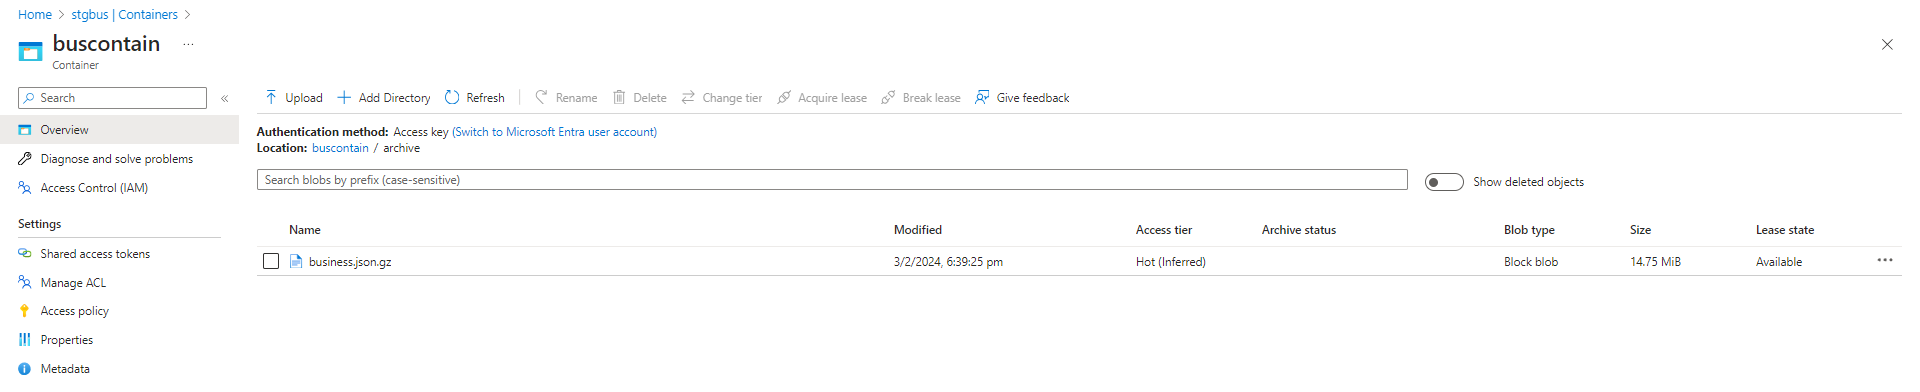 Home > stgbus | Containers >
buscontain ...
Container
Search «
Overview
Diagnose and solve problems
Access Control (IAM)
Settings
Shared access tokens
Manage ACL
Access policy
Properties
Metadata
Upload Add Directory Refresh Rename Delete Change tier Acquire lease Break lease Give feedback
Authentication method: Access key (Switch to Microsoft Entra user account)
Location: buscontain / archive
Search blobs by prefix (case-sensitive) Show deleted objects
Name Modified Access tier Archive status Blob type Size Lease state
business.json.gz 3/2/2024, 6:39:25 pm Hot (Inferred) Block blob 14.75 MiB Available ...